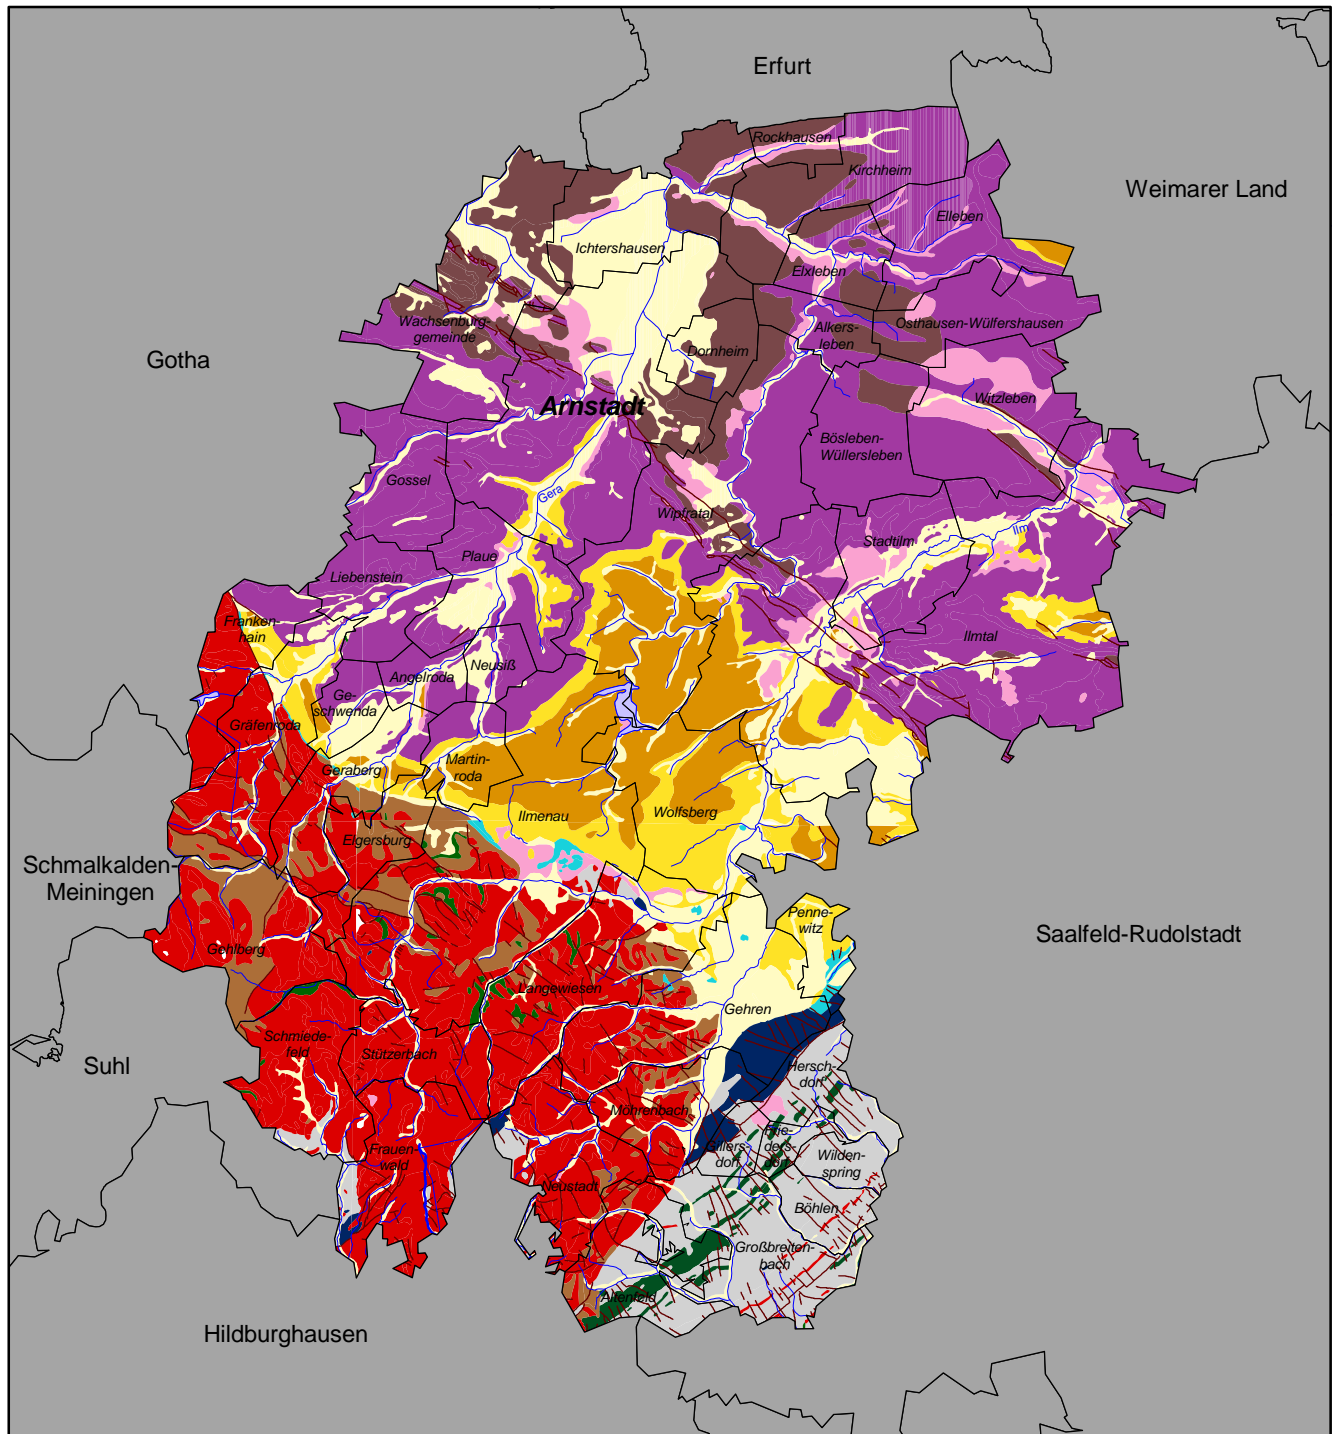 Erfurt
Rockhausen
Kirchheim
Weimarer Land
Elleben
Ichtershausen
Elxleben
Wachsenburg-
gemeinde
Alkers-
leben
Osthausen-Wülfershausen
Dornheim
Gotha
Arnstadt
Witzleben
Bösleben-
Wüllersleben
Gossel
Gera
Wipfratal
Ilm
Stadtilm
Plaue
Liebenstein
Franken-
hain
Ilmtal
Neusiß
Angelroda
Ge-
schwenda
Gräfenroda
Geraberg
Martin-
roda
Ilmenau
Wolfsberg
Elgersburg
Schmalkalden-
Meiningen
Penne-
witz
Saalfeld-Rudolstadt
Gehlberg
Langewiesen
Gehren
Schmiede-
feld
Stützerbach
Suhl
Hersch-
dorf
Möhrenbach
Frauen-
wald
Gillers-
dorf
Frie-
ders-
dorf
Wilden-
spring
Neustadt
Böhlen
Großbreiten-
bach
Altenfeld
Hildburghausen